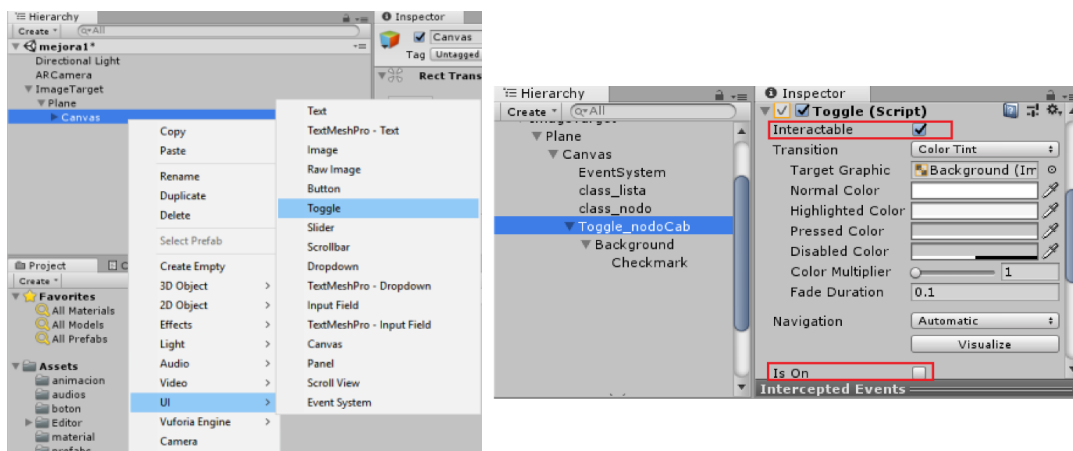 Hierarchy
Create
All
mejora1*
Directional Light
ARCamera
ImageTarget
Plane
Canvas
Inspector
Canvas
Tag Untagged
Rect Trans
Copy
Paste
Rename
Duplicate
Delete
Select Prefab
Create Empty
3D Object
2D Object
Effects
Light
Audio
Video
UI
Vuforia Engine
Camera
Text
TextMeshPro - Text
Image
Raw Image
Button
Toggle
Slider
Scrollbar
Dropdown
TextMeshPro - Dropdown
Input Field
TextMeshPro - Input Field
Canvas
Panel
Scroll View
Event System
Project
C
Create
Favorites
All Materials
All Models
All Prefabs
Assets
animacion
audios
boton
Editor
material
prefabs
Hierarchy
Create
All
ImageTarget
Plane
Canvas
EventSystem
class_lista
class_nodo
Toggle_nodoCab
Background
Checkmark
Inspector
Toggle (Script)
Interactable
Transition Color Tint
Target Graphic Background (Im
Normal Color
Highlighted Color
Pressed Color
Disabled Color
Color Multiplier 1
Fade Duration 0.1
Navigation Automatic
Visualize
Is On
Intercepted Events